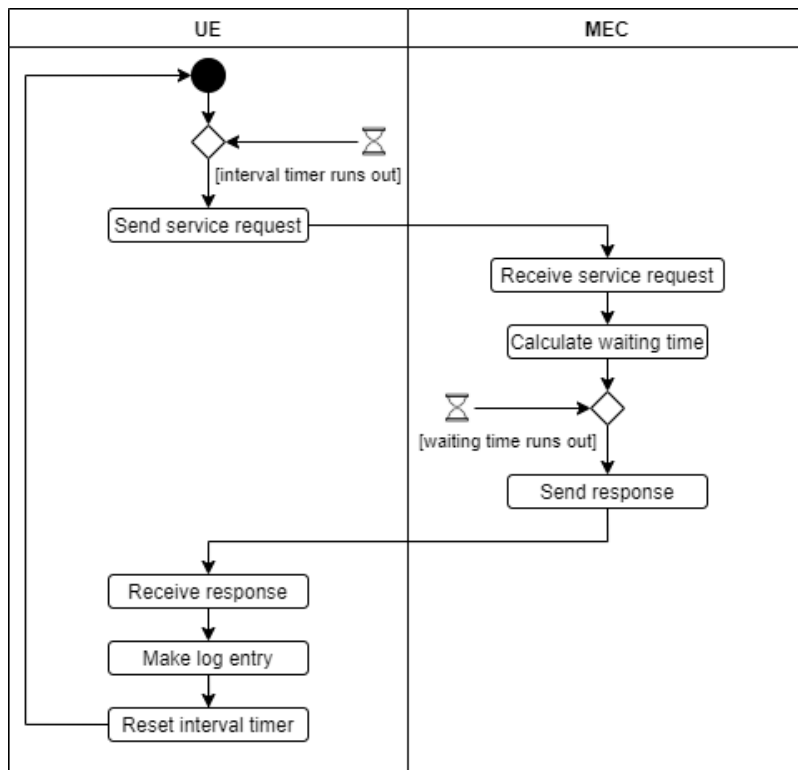 UE
MEC
[interval timer runs out]
Send service request
Receive service request
Calculate waiting time
[waiting time runs out]
Send response
Receive response
Make log entry
Reset interval timer